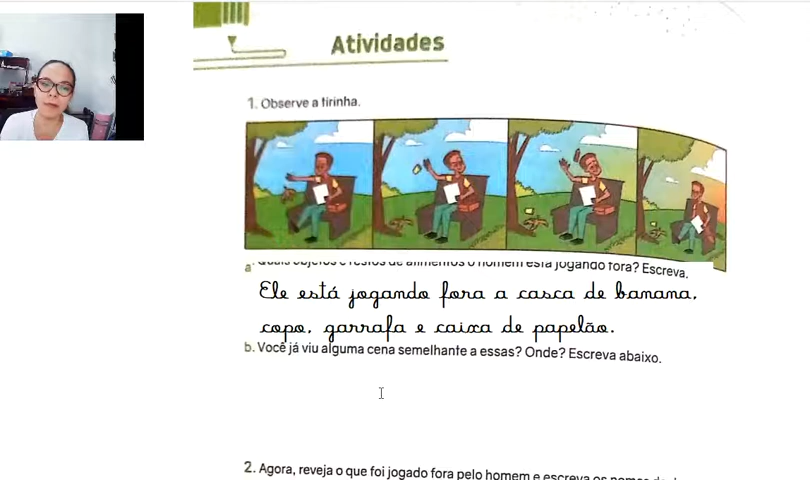 Atividades
1. Observe a tirinha.
a. Quais objetos e restos de alimentos o homem está jogando fora? Escreva.
Ele está jogando fora a casca de banana,
copo, garrafa e caixa de papelão.
b. Você já viu alguma cena semelhante a essas? Onde? Escreva abaixo.
2. Agora, reveja o que foi jogado fora pelo homem e escreva os nomes